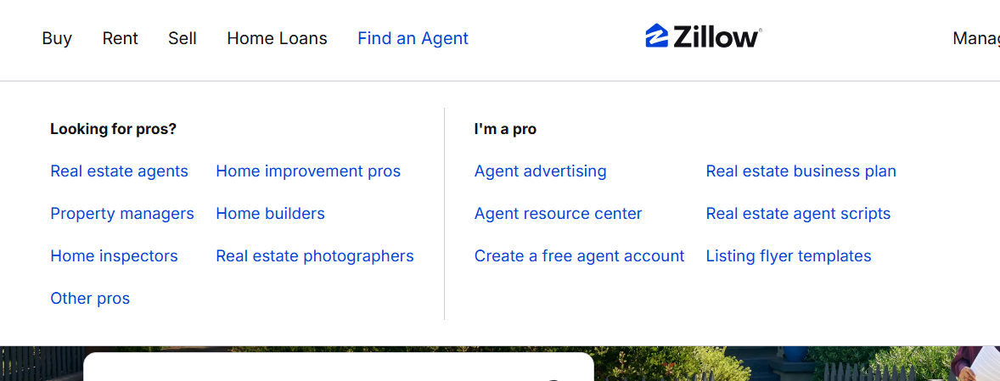 Buy Rent Sell Home Loans Find an Agent Zillow®
Looking for pros?
Real estate agents Home improvement pros
Property managers Home builders
Home inspectors Real estate photographers
Other pros
I'm a pro
Agent advertising Real estate business plan
Agent resource center Real estate agent scripts
Create a free agent account Listing flyer templates